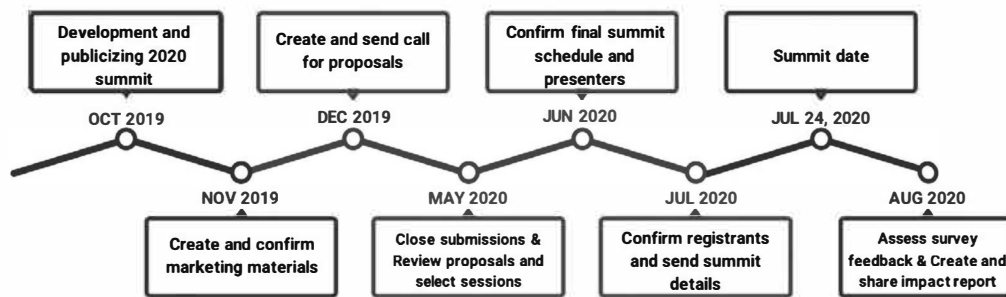 Development and
publicizing 2020
summit
OCT 2019
NOV 2019
Create and confirm
marketing materials
Create and send call
for proposals
DEC 2019
MAY 2020
Close submissions &
Review proposals and
select sessions
Confirm final summit
schedule and
presenters
JUN 2020
JUL 2020
Confirm registrants
and send summit
details
Summit date
JUL 24, 2020
AUG 2020
Assess survey
feedback & Create and
share impact report